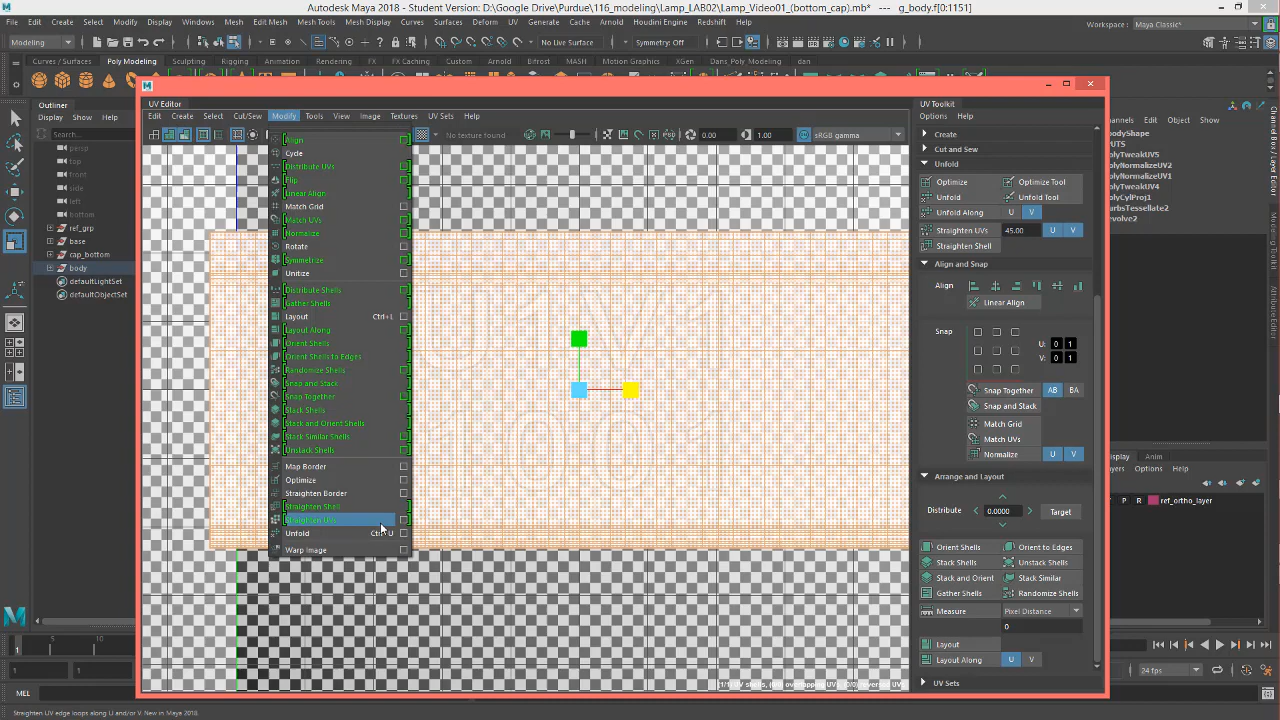 Autodesk Maya 2018 - Student Version: D:\Google Drive\Purdue\116_modeling\Lamp_LAB02\Lamp_Video01_(bottom_cap).mb* --- g_body.f[0:1151]
File Edit Create Select Modify Display Windows Mesh Edit Mesh Mesh Tools Mesh Display Curves Surfaces Deform UV Generate Cache Arnold Houdini Engine Redshift Help
Workspace : Maya Classic*
Modeling
No Live Surface
Symmetry: Off
Curves / Surfaces Poly Modeling Sculpting Rigging Animation Rendering FX FX Caching Custom Arnold Bifrost MASH Motion Graphics XGen Dans_Poly_Modeling dan
Outliner
Display Show Help
Search...
persp
top
front
side
left
bottom
ref_grp
base
cap_bottom
body
defaultLightSet
defaultObjectSet
UV Editor
Edit Create Select Cut/Sew Modify Tools View Image Textures UV Sets Help
No texture found
0.00
1.00
sRGB gamma
Align
Cycle
Distribute UVs
Flip
Linear Align
Match Grid
Match UVs
Normalize
Rotate
Symmetrize
Unitize
Distribute Shells
Gather Shells
Layout Ctrl+L
Layout Along
Orient Shells
Orient Shells to Edges
Randomize Shells
Snap and Stack
Snap Together
Stack Shells
Stack and Orient Shells
Stack Similar Shells
Unstack Shells
Map Border
Optimize
Straighten Border
Straighten Shell
Straighten UVs
Unfold Ctrl+U
Warp Image
U1V1
1001
UV Toolkit
Options Help
Create
Cut and Sew
Unfold
Optimize Optimize Tool
Unfold Unfold Tool
Unfold Along U V
Straighten UVs 45.00 U V
Straighten Shell
Align and Snap
Align
Linear Align
Snap
U: 0 1
V: 0 1
Snap Together AB BA
Snap and Stack
Match Grid
Match UVs
Normalize U V
Arrange and Layout
Distribute 0.0000 Target
Orient Shells Orient to Edges
Stack Shells Unstack Shells
Stack and Orient Stack Similar
Gather Shells Randomize Shells
Measure Pixel Distance
0
Layout
Layout Along U V
UV Sets
Object Show Help
bodyShape
polyTweakUV5
polyNormalizeUV2
polyTweakUV4
polyCylProj1
Anim
Options Help
P R ref_ortho_layer
Channel Box / Layer Editor
5 10
1
1
1
24 fps
MEL
Straighten UV edge loops along U and/or V. New in Maya 2018